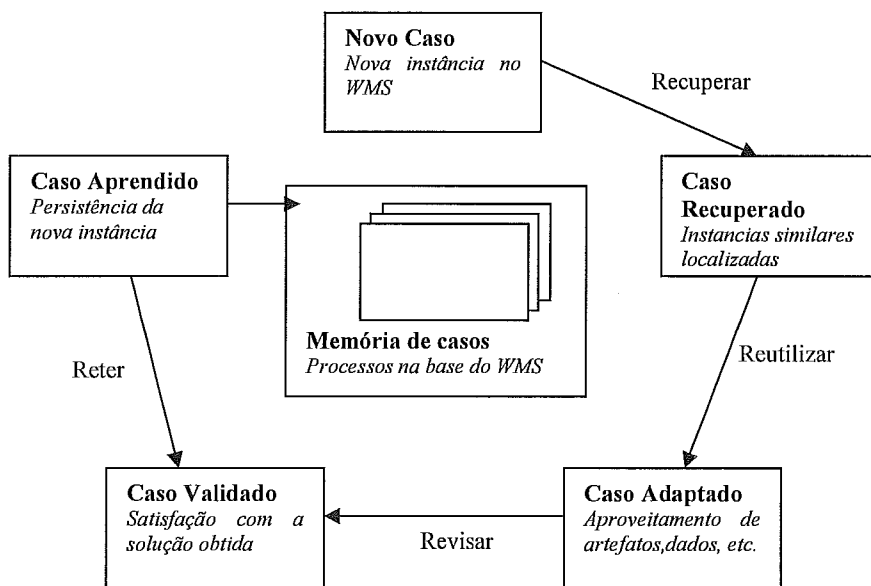 Novo Caso
Nova instância no
WMS
Recuperar
Caso Aprendido
Persistência da
nova instância
Caso
Recuperado
Instancias similares
localizadas
Memória de casos
Processos na base do WMS
Reter
Reutilizar
Caso Validado
Satisfação com a
solução obtida
Revisar
Caso Adaptado
Aproveitamento de
artefatos,dados, etc.